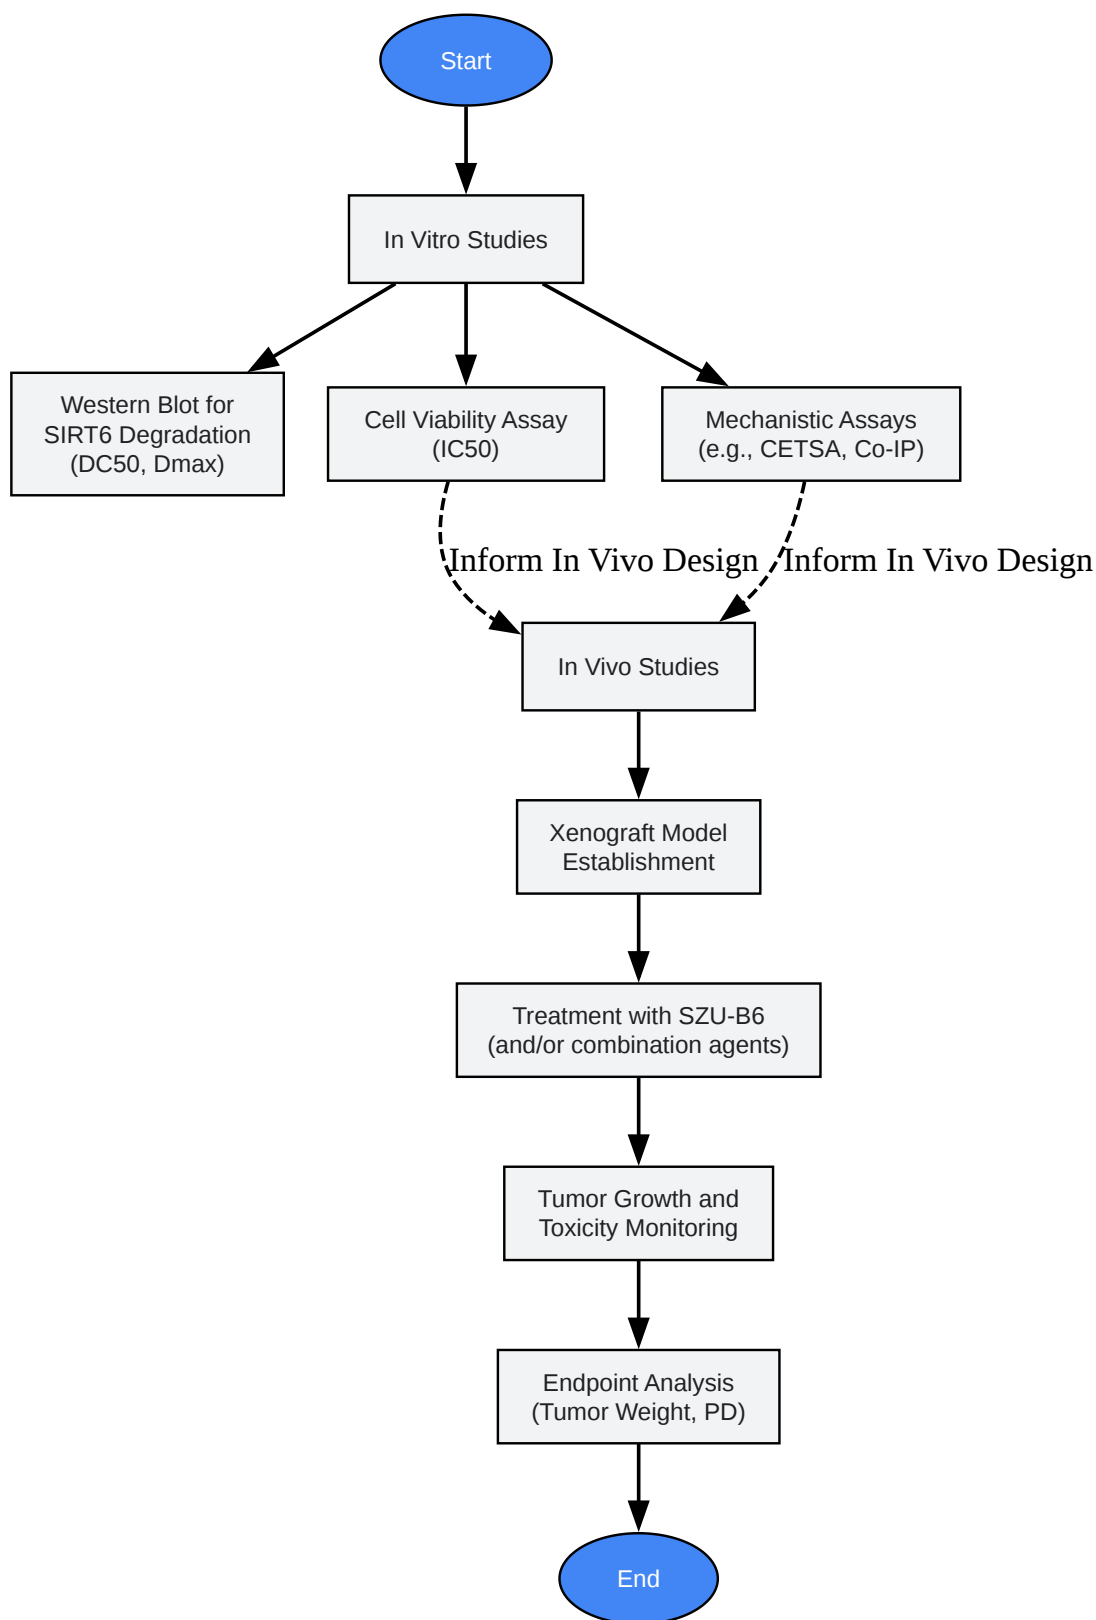 Start
In Vitro Studies
Western Blot for
SIRT6 Degradation
(DC50, Dmax)
Cell Viability Assay
(IC50)
Mechanistic Assays
(e.g., CETSA, Co-IP)
Inform In Vivo Design
Inform In Vivo Design
In Vivo Studies
Xenograft Model
Establishment
Treatment with SZU-B6
(and/or combination agents)
Tumor Growth and
Toxicity Monitoring
Endpoint Analysis
(Tumor Weight, PD)
End